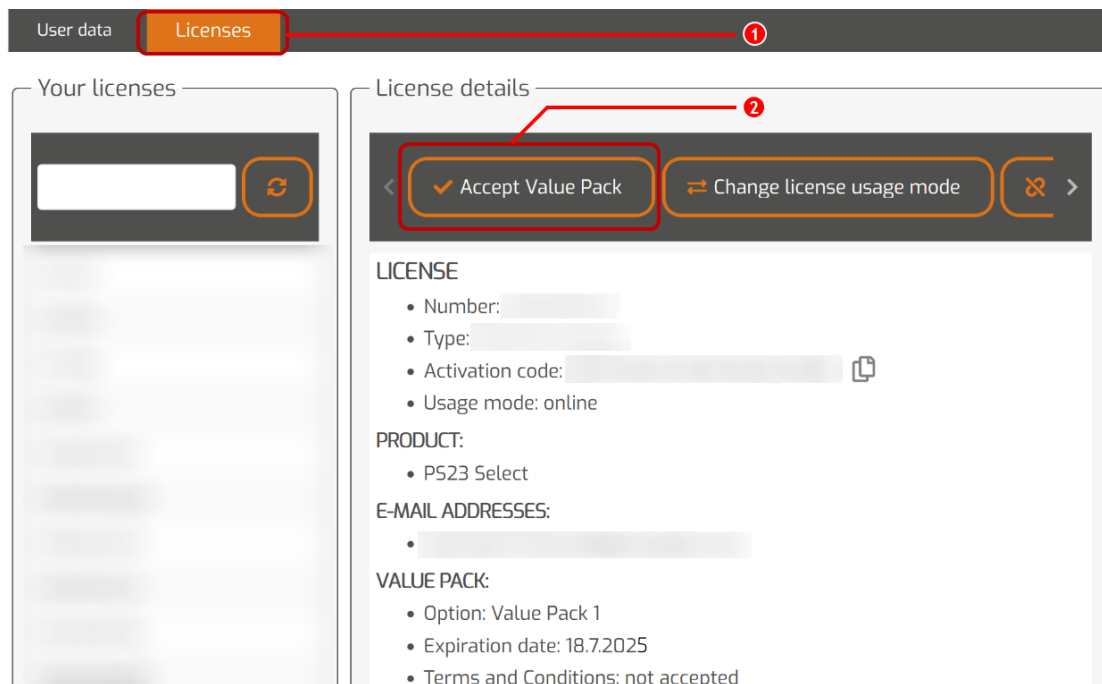 User data
Licenses
1
Your licenses
License details
2
Accept Value Pack
Change license usage mode
LICENSE
• Number:
• Type:
• Activation code:
• Usage mode: online
PRODUCT:
• PS23 Select
E-MAIL ADDRESSES:
•
VALUE PACK:
• Option: Value Pack 1
• Expiration date: 18.7.2025
• Terms and Conditions: not accepted